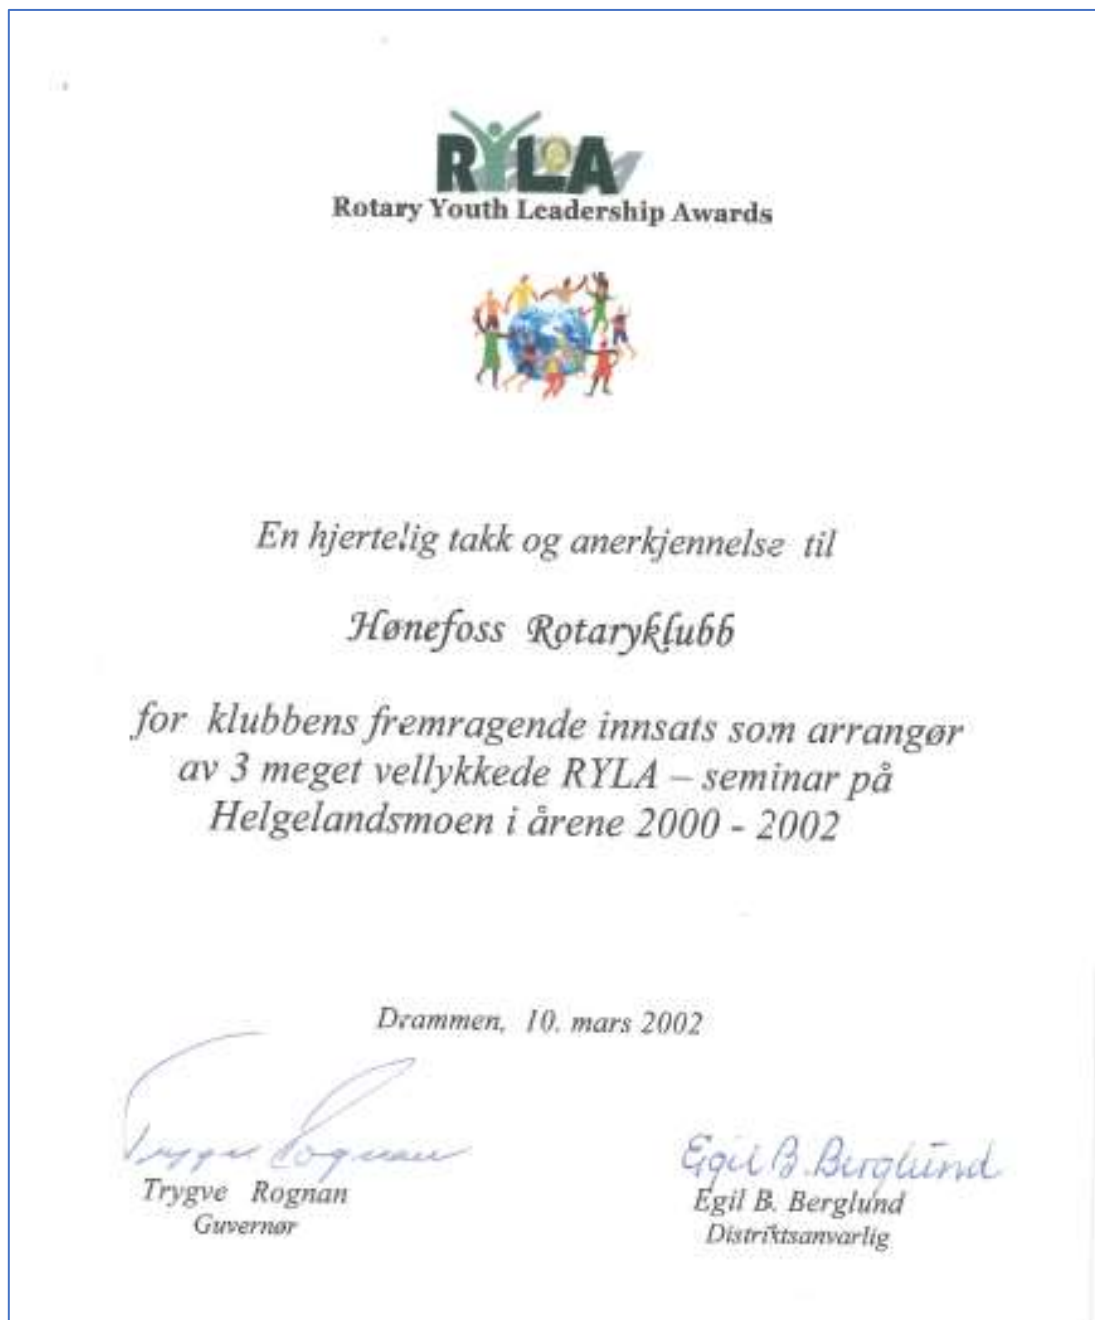 RYLA
Rotary Youth Leadership Awards
En hjertelig takk og anerkjennelse til
Hønefoss Rotaryklubb
for klubbens fremragende innsats som arrangør
av 3 meget vellykkede RYLA – seminar på
Helgelandsmoen i årene 2000 - 2002
Drammen, 10. mars 2002
Trygve Rognan
Egil B. Berglund
Trygve Rognan
Egil B. Berglund
Guvernør
Distriktsanvarlig